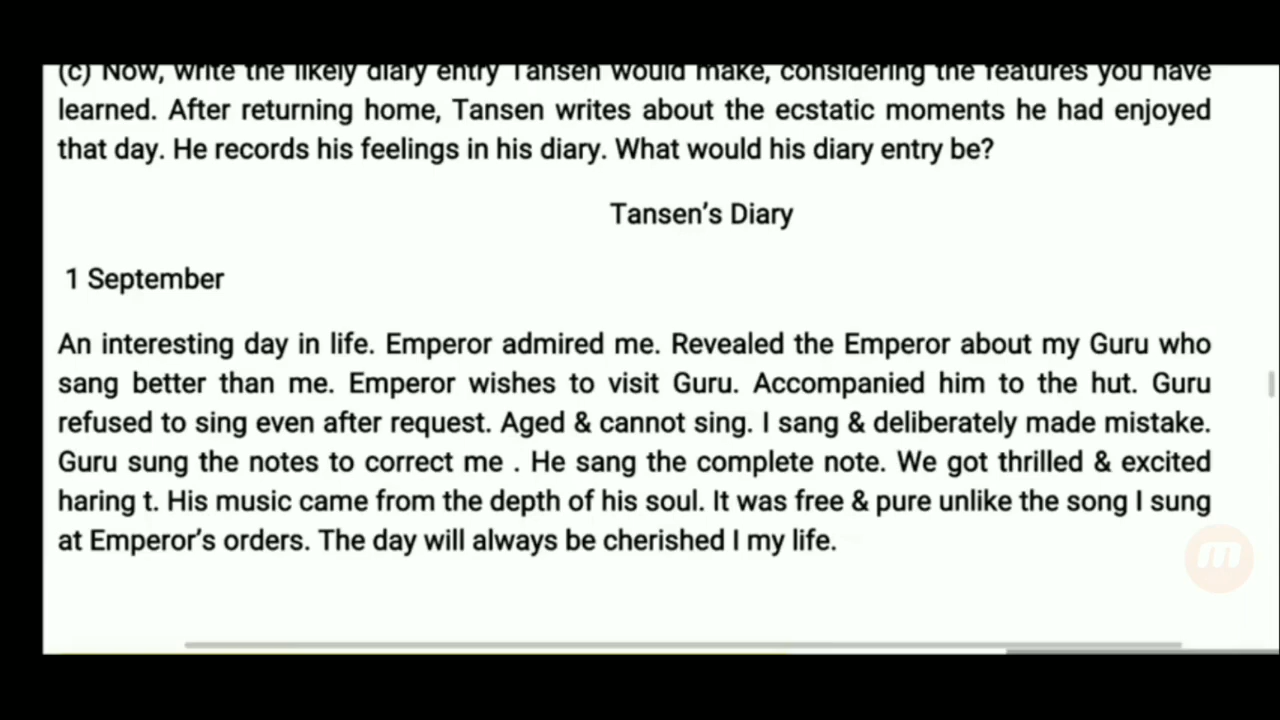 (c) Now, write the likely diary entry Tansen would make, considering the features you have
learned. After returning home, Tansen writes about the ecstatic moments he had enjoyed
that day. He records his feelings in his diary. What would his diary entry be?
Tansen’s Diary
1 September
An interesting day in life. Emperor admired me. Revealed the Emperor about my Guru who
sang better than me. Emperor wishes to visit Guru. Accompanied him to the hut. Guru
refused to sing even after request. Aged & cannot sing. I sang & deliberately made mistake.
Guru sung the notes to correct me . He sang the complete note. We got thrilled & excited
haring t. His music came from the depth of his soul. It was free & pure unlike the song I sung
at Emperor’s orders. The day will always be cherished I my life.